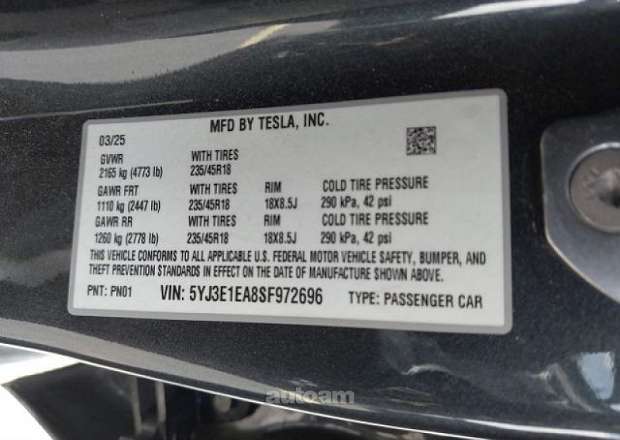 MFD BY TESLA, INC.
03/25
GVWR WITH TIRES
2165 kg (4773 lb) 235/45R18
GAWR FRT WITH TIRES RIM COLD TIRE PRESSURE
1110 kg (2447 lb) 235/45R18 18X8.5J 290 kPa, 42 psi
GAWR RR WITH TIRES RIM COLD TIRE PRESSURE
1260 kg (2778 lb) 235/45R18 18X8.5J 290 kPa, 42 psi
THIS VEHICLE CONFORMS TO ALL APPLICABLE U.S. FEDERAL MOTOR VEHICLE SAFETY, BUMPER, AND
THEFT PREVENTION STANDARDS IN EFFECT ON THE DATE OF MANUFACTURE SHOWN ABOVE.
PNT: PN01 VIN: 5YJ3E1EA8SF972696 TYPE: PASSENGER CAR
autoam